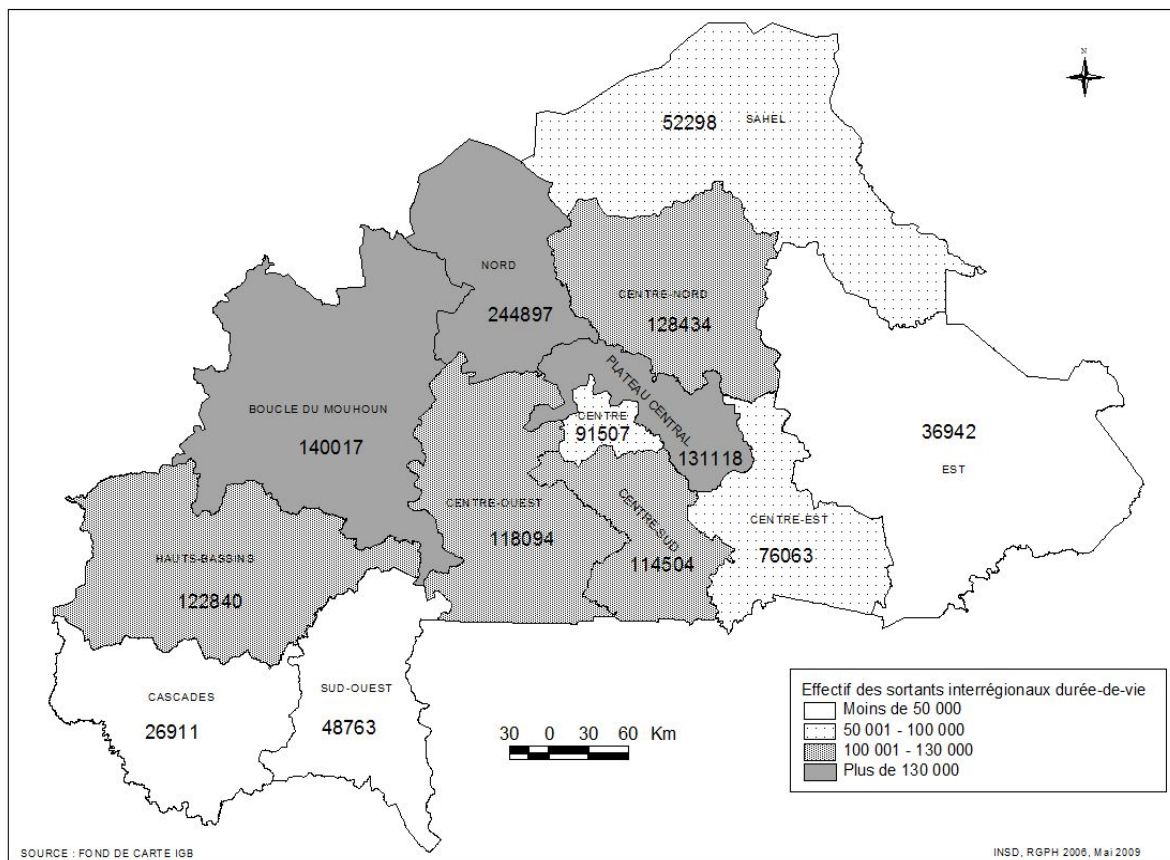 N
52298
SAHEL
NORD
244897
CENTRE-NORD
128434
PLATEAU CENTRAL
131118
BOUCLE DU MOUHOUN
140017
CENTRE
91507
36942
EST
CENTRE-OUEST
118094
CENTRE-SUD
114504
CENTRE-EST
76063
HAUTS-BASSINS
122840
CASCADES
26911
SUD-OUEST
48763
30 0 30 60 Km
Effectif des sortants interrégionaux durée-de-vie
Moins de 50 000
50 001 - 100 000
100 001 - 130 000
Plus de 130 000
SOURCE : FOND DE CARTE IGB
INSD, RGPH 2006, Mai 2009